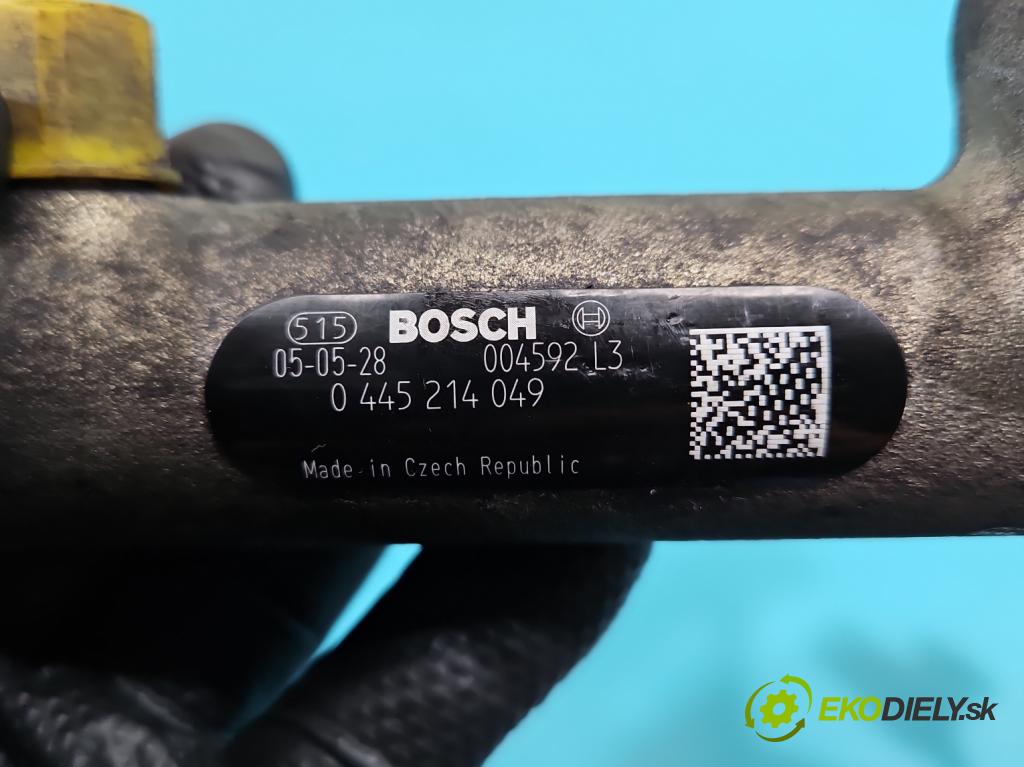 515 BOSCH
05-05-28 004592 L3
0 445 214 049
Made in Czech Republic
EKODIELY.sk